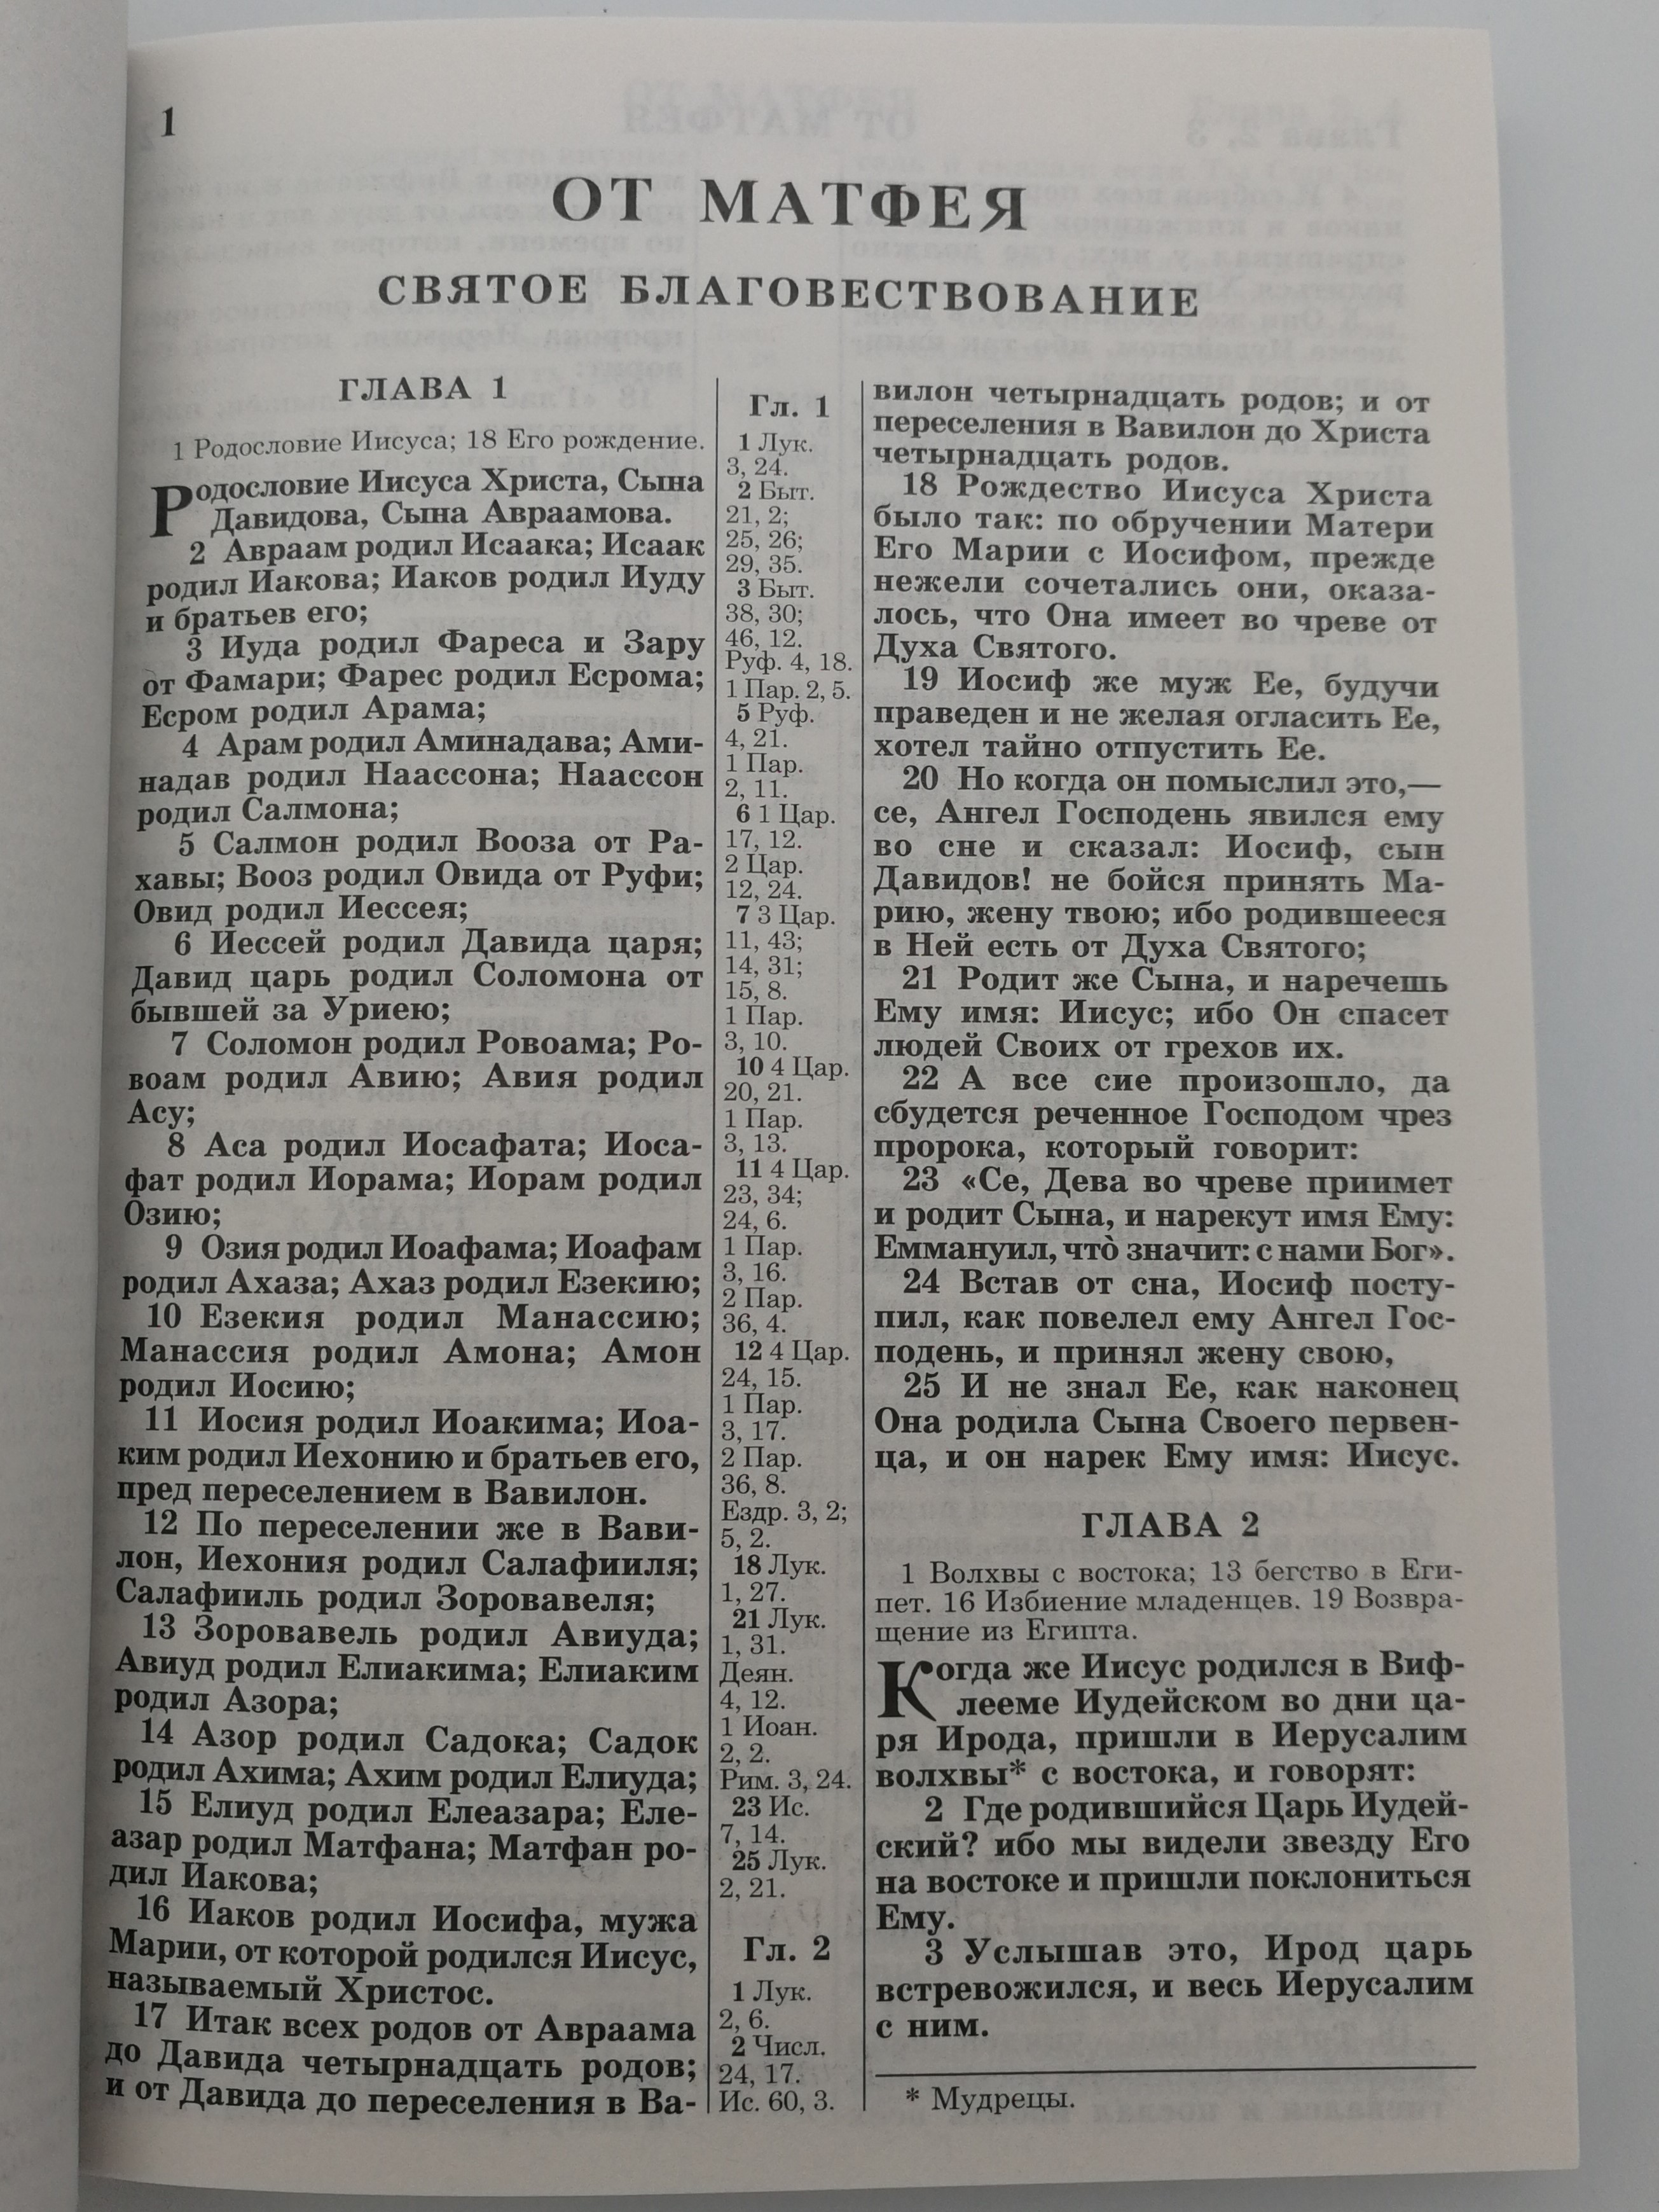 1
ОТ МАТФЕЯ
СВЯТОЕ БЛАГОВЕСТВОВАНИЕ
ГЛАВА 1
1 Родословие Иисуса; 18 Его рождение.
Родословие Иисуса Христа, Сына
Давидова, Сына Авраамова.
2 Авраам родил Исаака; Исаак
родил Иакова; Иаков родил Иуду
и братьев его;
3 Иуда родил Фареса и Зару
от Фамари; Фарес родил Есрома;
Есром родил Арама;
4 Арам родил Аминадава; Ами-
надав родил Наассона; Наассон
родил Салмона;
5 Салмон родил Вооза от Ра-
хавы; Вооз родил Овида от Руфи;
Овид родил Иессея;
6 Иессей родил Давида царя;
Давид царь родил Соломона от
бывшей за Уриею;
7 Соломон родил Ровоама; Ро-
воам родил Авию; Авия родил
Асу;
8 Аса родил Иосафата; Иоса-
фат родил Иорама; Иорам родил
Озию;
9 Озия родил Иоафама; Иоафам
родил Ахаза; Ахаз родил Езекию;
10 Езекия родил Манассию;
Манассия родил Амона; Амон
родил Иосию;
11 Иосия родил Иоакима; Иоа-
ким родил Иехонию и братьев его,
пред переселением в Вавилон.
12 По переселении же в Вави-
лон, Иехония родил Салафииля;
Салафииль родил Зоровавеля;
13 Зоровавель родил Авиуда;
Авиуд родил Елиакима; Елиаким
родил Азора;
14 Азор родил Садока; Садок
родил Ахима; Ахим родил Елиуда;
15 Елиуд родил Елеазара; Еле-
азар родил Матфана; Матфан ро-
дил Иакова;
16 Иаков родил Иосифа, мужа
Марии, от которой родился Иисус,
называемый Христос.
17 Итак всех родов от Авраама
до Давида четырнадцать родов;
и от Давида до переселения в Ва-
Гл. 1
1 Лук.
3, 24.
2 Быт.
21, 2;
25, 26;
29, 35.
3 Быт.
38, 30;
46, 12.
Руф. 4, 18.
1 Пар. 2, 5.
5 Руф.
4, 21.
1 Пар.
2, 11.
6 1 Цар.
17, 12.
2 Цар.
12, 24.
7 3 Цар.
11, 43;
14, 31;
15, 8.
1 Пар.
3, 10.
10 4 Цар.
20, 21.
1 Пар.
3, 13.
11 4 Цар.
23, 34;
24, 6.
1 Пар.
3, 16.
2 Пар.
36, 4.
12 4 Цар.
24, 15.
1 Пар.
3, 17.
2 Пар.
36, 8.
Ездр. 3, 2;
5, 2.
18 Лук.
1, 27.
21 Лук.
1, 31.
Деян.
4, 12.
1 Иоан.
2, 2.
Рим. 3, 24.
23 Ис.
7, 14.
25 Лук.
2, 21.
Гл. 2
1 Лук.
2, 6.
2 Числ.
24, 17.
Ис. 60, 3.
вилон четырнадцать родов; и от
переселения в Вавилон до Христа
четырнадцать родов.
18 Рождество Иисуса Христа
было так: по обручении Матери
Его Марии с Иосифом, прежде
нежели сочетались они, оказа-
лось, что Она имеет во чреве от
Духа Святого.
19 Иосиф же муж Ее, будучи
праведен и не желая огласить Ее,
хотел тайно отпустить Ее.
20 Но когда он помыслил это,—
се, Ангел Господень явился ему
во сне и сказал: Иосиф, сын
Давидов! не бойся принять Ма-
рию, жену твою; ибо родившееся
в Ней есть от Духа Святого;
21 Родит же Сына, и наречешь
Ему имя: Иисус; ибо Он спасет
людей Своих от грехов их.
22 А все сие произошло, да
сбудется реченное Господом чрез
пророка, который говорит:
23 «Се, Дева во чреве приимет
и родит Сына, и нарекут имя Ему:
Еммануил, что̀ значит: с нами Бог».
24 Встав от сна, Иосиф посту-
пил, как повелел ему Ангел Гос-
подень, и принял жену свою,
25 И не знал Ее, как наконец
Она родила Сына Своего первен-
ца, и он нарек Ему имя: Иисус.
ГЛАВА 2
1 Волхвы с востока; 13 бегство в Еги-
пет. 16 Избиение младенцев. 19 Возвра-
щение из Египта.
Когда же Иисус родился в Виф-
лееме Иудейском во дни ца-
ря Ирода, пришли в Иерусалим
волхвы* с востока, и говорят:
2 Где родившийся Царь Иудей-
ский? ибо мы видели звезду Его
на востоке и пришли поклониться
Ему.
3 Услышав это, Ирод царь
встревожился, и весь Иерусалим
с ним.
* Мудрецы.